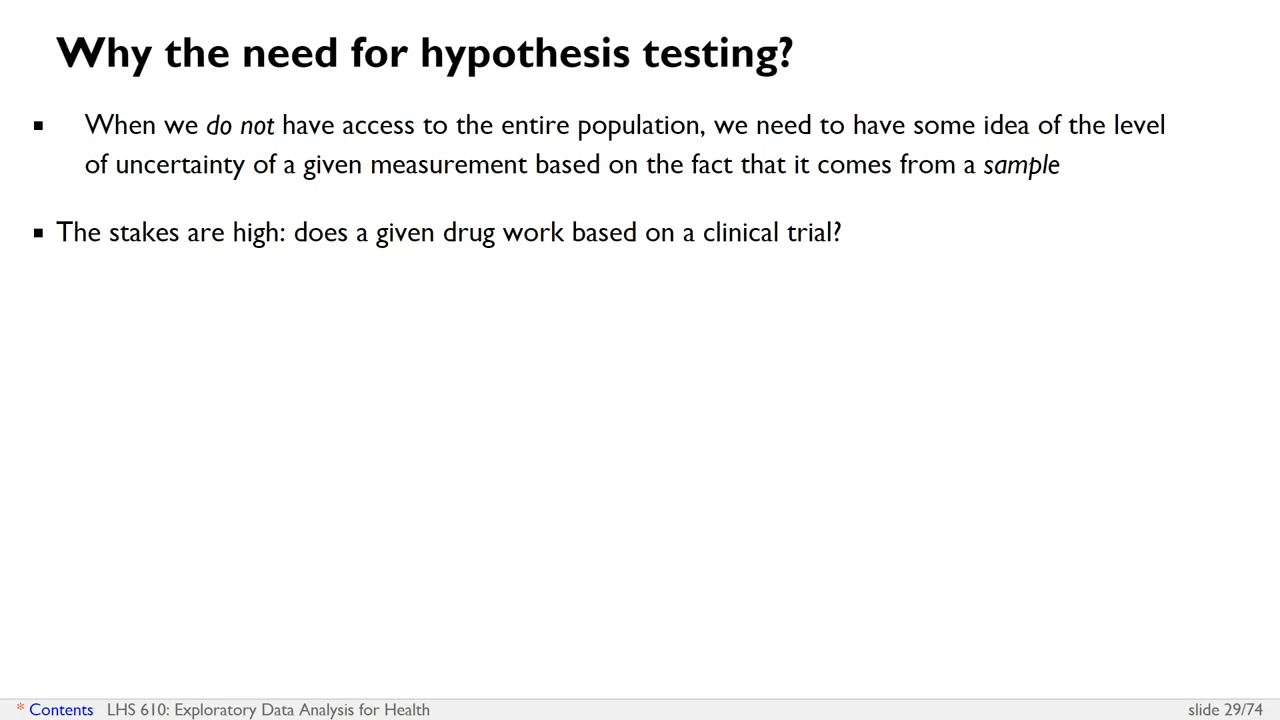 Why the need for hypothesis testing?
▪ When we do not have access to the entire population, we need to have some idea of the level
of uncertainty of a given measurement based on the fact that it comes from a sample
▪ The stakes are high: does a given drug work based on a clinical trial?
* Contents LHS 610: Exploratory Data Analysis for Health slide 29/74